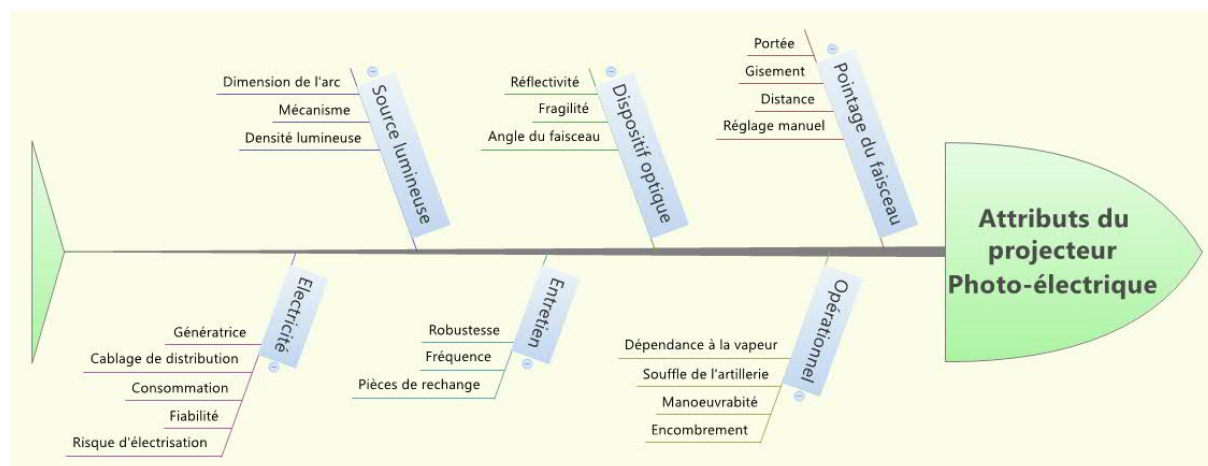 Source lumineuse
Dimension de l'arc
Mécanisme
Densité lumineuse
Dispositif optique
Réflectivité
Fragilité
Angle du faisceau
Pointage du faisceau
Portée
Gisement
Distance
Réglage manuel
Attributs du
projecteur
Photo-électrique
Electricité
Génératrice
Cablage de distribution
Consommation
Fiabilité
Risque d'électrisation
Entretien
Robustesse
Fréquence
Pièces de rechange
Opérationnel
Dépendance à la vapeur
Souffle de l'artillerie
Manoeuvrabité
Encombrement